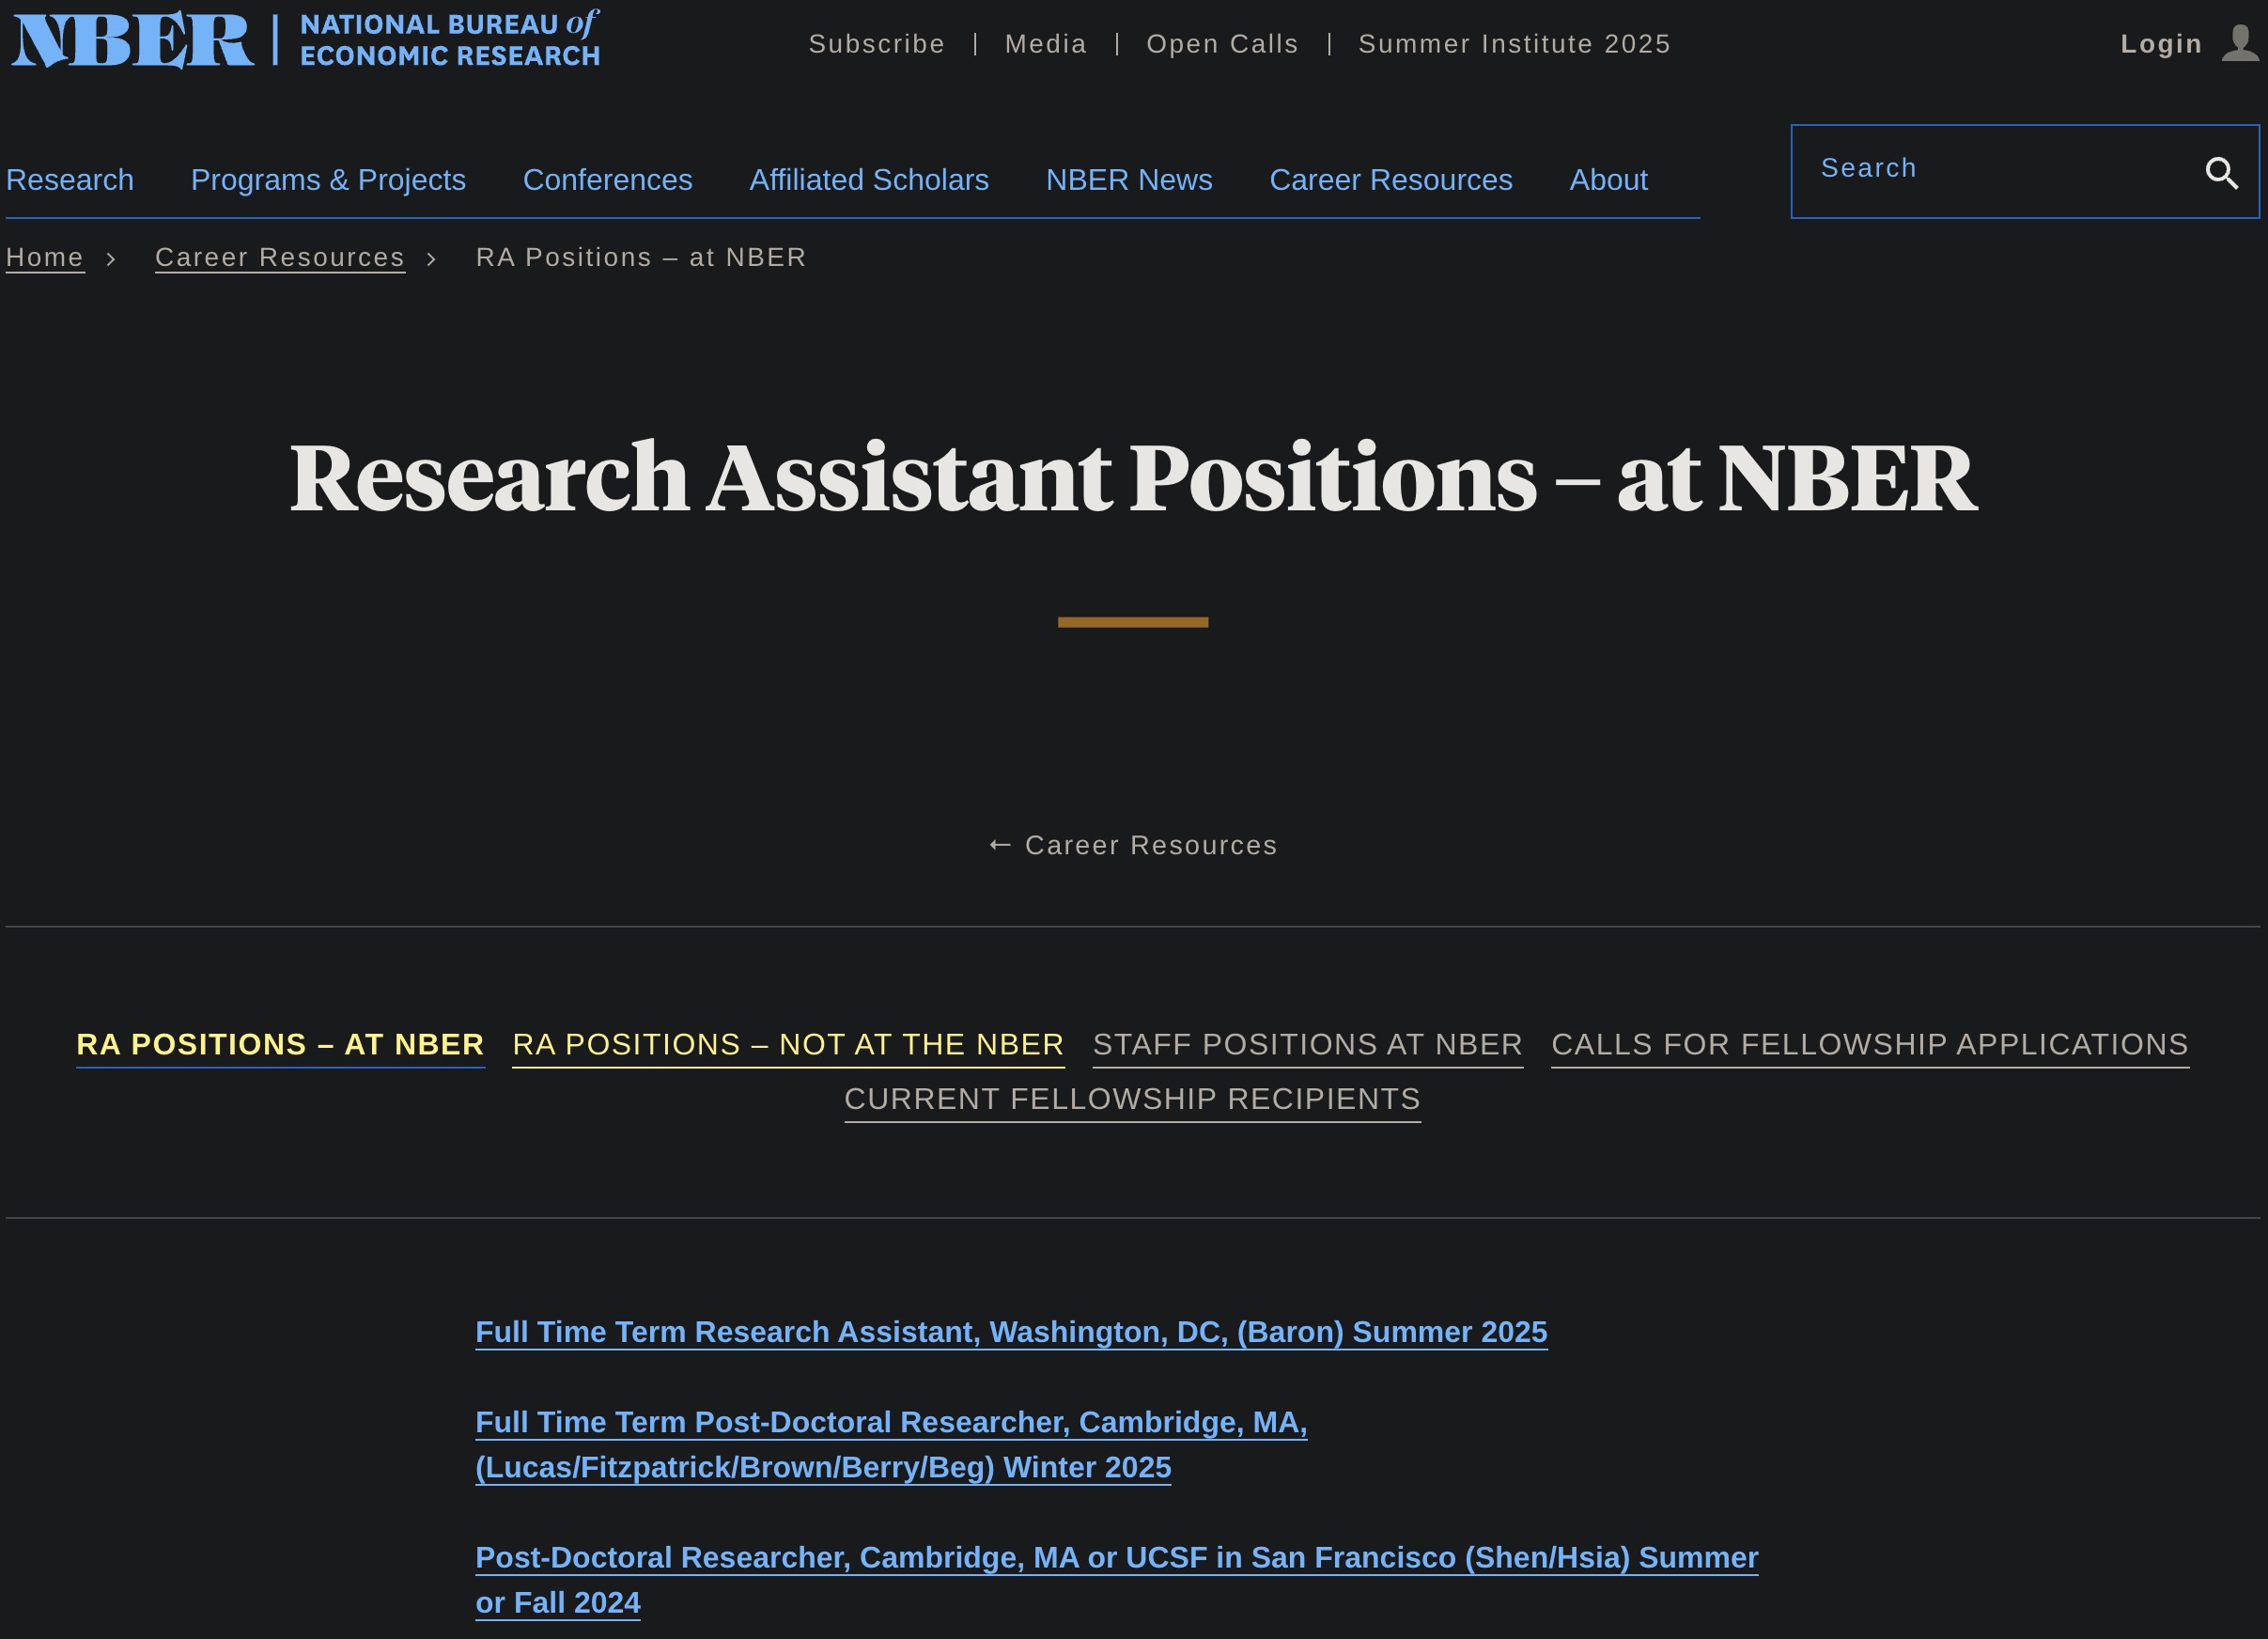 NBER | NATIONAL BUREAU of
ECONOMIC RESEARCH
Subscribe | Media | Open Calls | Summer Institute 2025
Login
Research Programs & Projects Conferences Affiliated Scholars NBER News Career Resources About
Search
Home › Career Resources › RA Positions – at NBER
Research Assistant Positions – at NBER
← Career Resources
RA POSITIONS – AT NBER RA POSITIONS – NOT AT THE NBER STAFF POSITIONS AT NBER CALLS FOR FELLOWSHIP APPLICATIONS
CURRENT FELLOWSHIP RECIPIENTS
Full Time Term Research Assistant, Washington, DC, (Baron) Summer 2025
Full Time Term Post-Doctoral Researcher, Cambridge, MA,
(Lucas/Fitzpatrick/Brown/Berry/Beg) Winter 2025
Post-Doctoral Researcher, Cambridge, MA or UCSF in San Francisco (Shen/Hsia) Summer
or Fall 2024